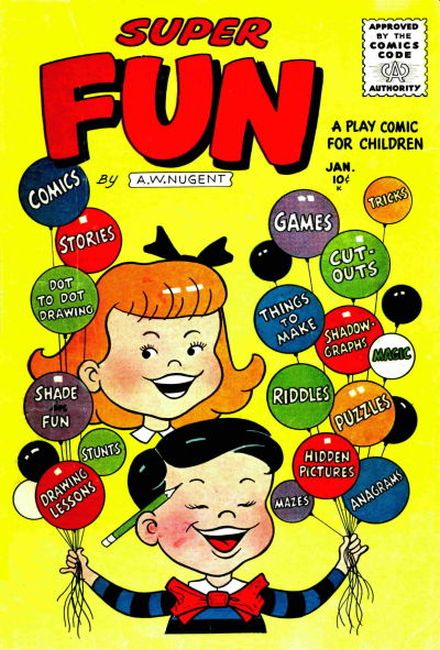 SUPER
FUN
APPROVED
BY THE
COMICS
CODE
CA
AUTHORITY
A PLAY COMIC
FOR CHILDREN
JAN.
10¢
K
BY A.W.NUGENT
COMICS
STORIES
DOT
TO DOT
DRAWING
SHADE
AND
FUN
STUNTS
DRAWING
LESSONS
GAMES
TRICKS
CUT-
OUTS
THINGS
TO
MAKE
SHADOW-
GRAPHS
MAGIC
RIDDLES
PUZZLES
HIDDEN
PICTURES
MAZES
ANAGRAMS